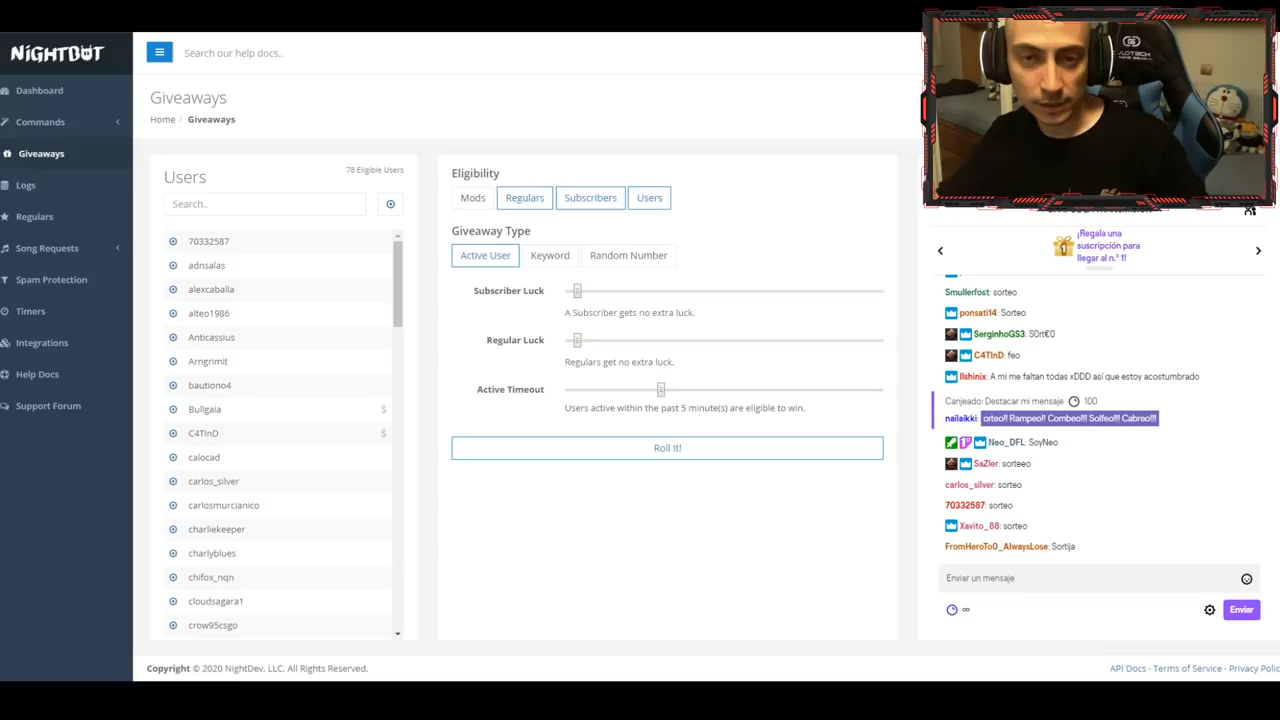 NiGHTBOT
Dashboard
Commands
Giveaways
Logs
Regulars
Song Requests
Spam Protection
Timers
Integrations
Help Docs
Support Forum
Search our help docs..
Giveaways
Home / Giveaways
Users
78 Eligible Users
Search..
70332587
adnsalas
alexcaballa
alteo1986
Anticassius
Arngrimit
bautiono4
Bullgaia $
C4TInD $
calocad
carlos_silver
carlosmurcianico
charliekeeper
charlyblues
chifox_nqn
cloudsagara1
crow95csgo
Eligibility
Mods Regulars Subscribers Users
Giveaway Type
Active User Keyword Random Number
Subscriber Luck
A Subscriber gets no extra luck.
Regular Luck
Regulars get no extra luck.
Active Timeout
Users active within the past 5 minute(s) are eligible to win.
Roll It!
¡Regala una
suscripción para
llegar al n.º 1!
Smullerfost: sorteo
ponsati14: Sorteo
SerginhoGS3: S0rt€0
C4TInD: feo
Ilshinix: A mi me faltan todas xDDD así que estoy acostumbrado
Canjeado: Destacar mi mensaje 100
nailaikki: orteo!! Rampeo!! Combeo!!! Solfeo!!! Cabreo!!!
Neo_DFL: SoyNeo
SaZler: sorteeo
carlos_silver: sorteo
70332587: sorteo
Xavito_88: sorteo
FromHeroTo0_AlwaysLose: Sortija
Enviar un mensaje
∞
Enviar
Copyright © 2020 NightDev, LLC. All Rights Reserved.
API Docs - Terms of Service - Privacy Polic